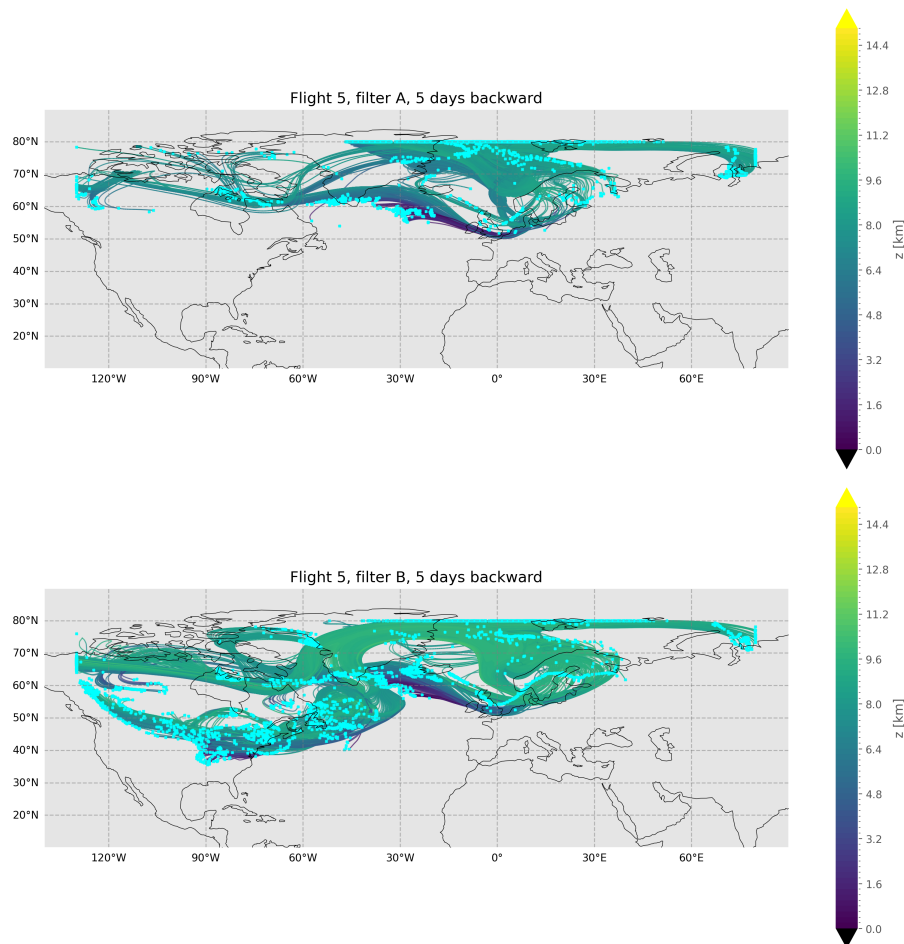 Flight 5, filter A, 5 days backward
80°N
70°N
60°N
50°N
40°N
30°N
20°N
120°W 90°W 60°W 30°W 0° 30°E 60°E
14.4
12.8
11.2
9.6
8.0
6.4
4.8
3.2
1.6
0.0
z [km]
Flight 5, filter B, 5 days backward
80°N
70°N
60°N
50°N
40°N
30°N
20°N
120°W 90°W 60°W 30°W 0° 30°E 60°E
14.4
12.8
11.2
9.6
8.0
6.4
4.8
3.2
1.6
0.0
z [km]